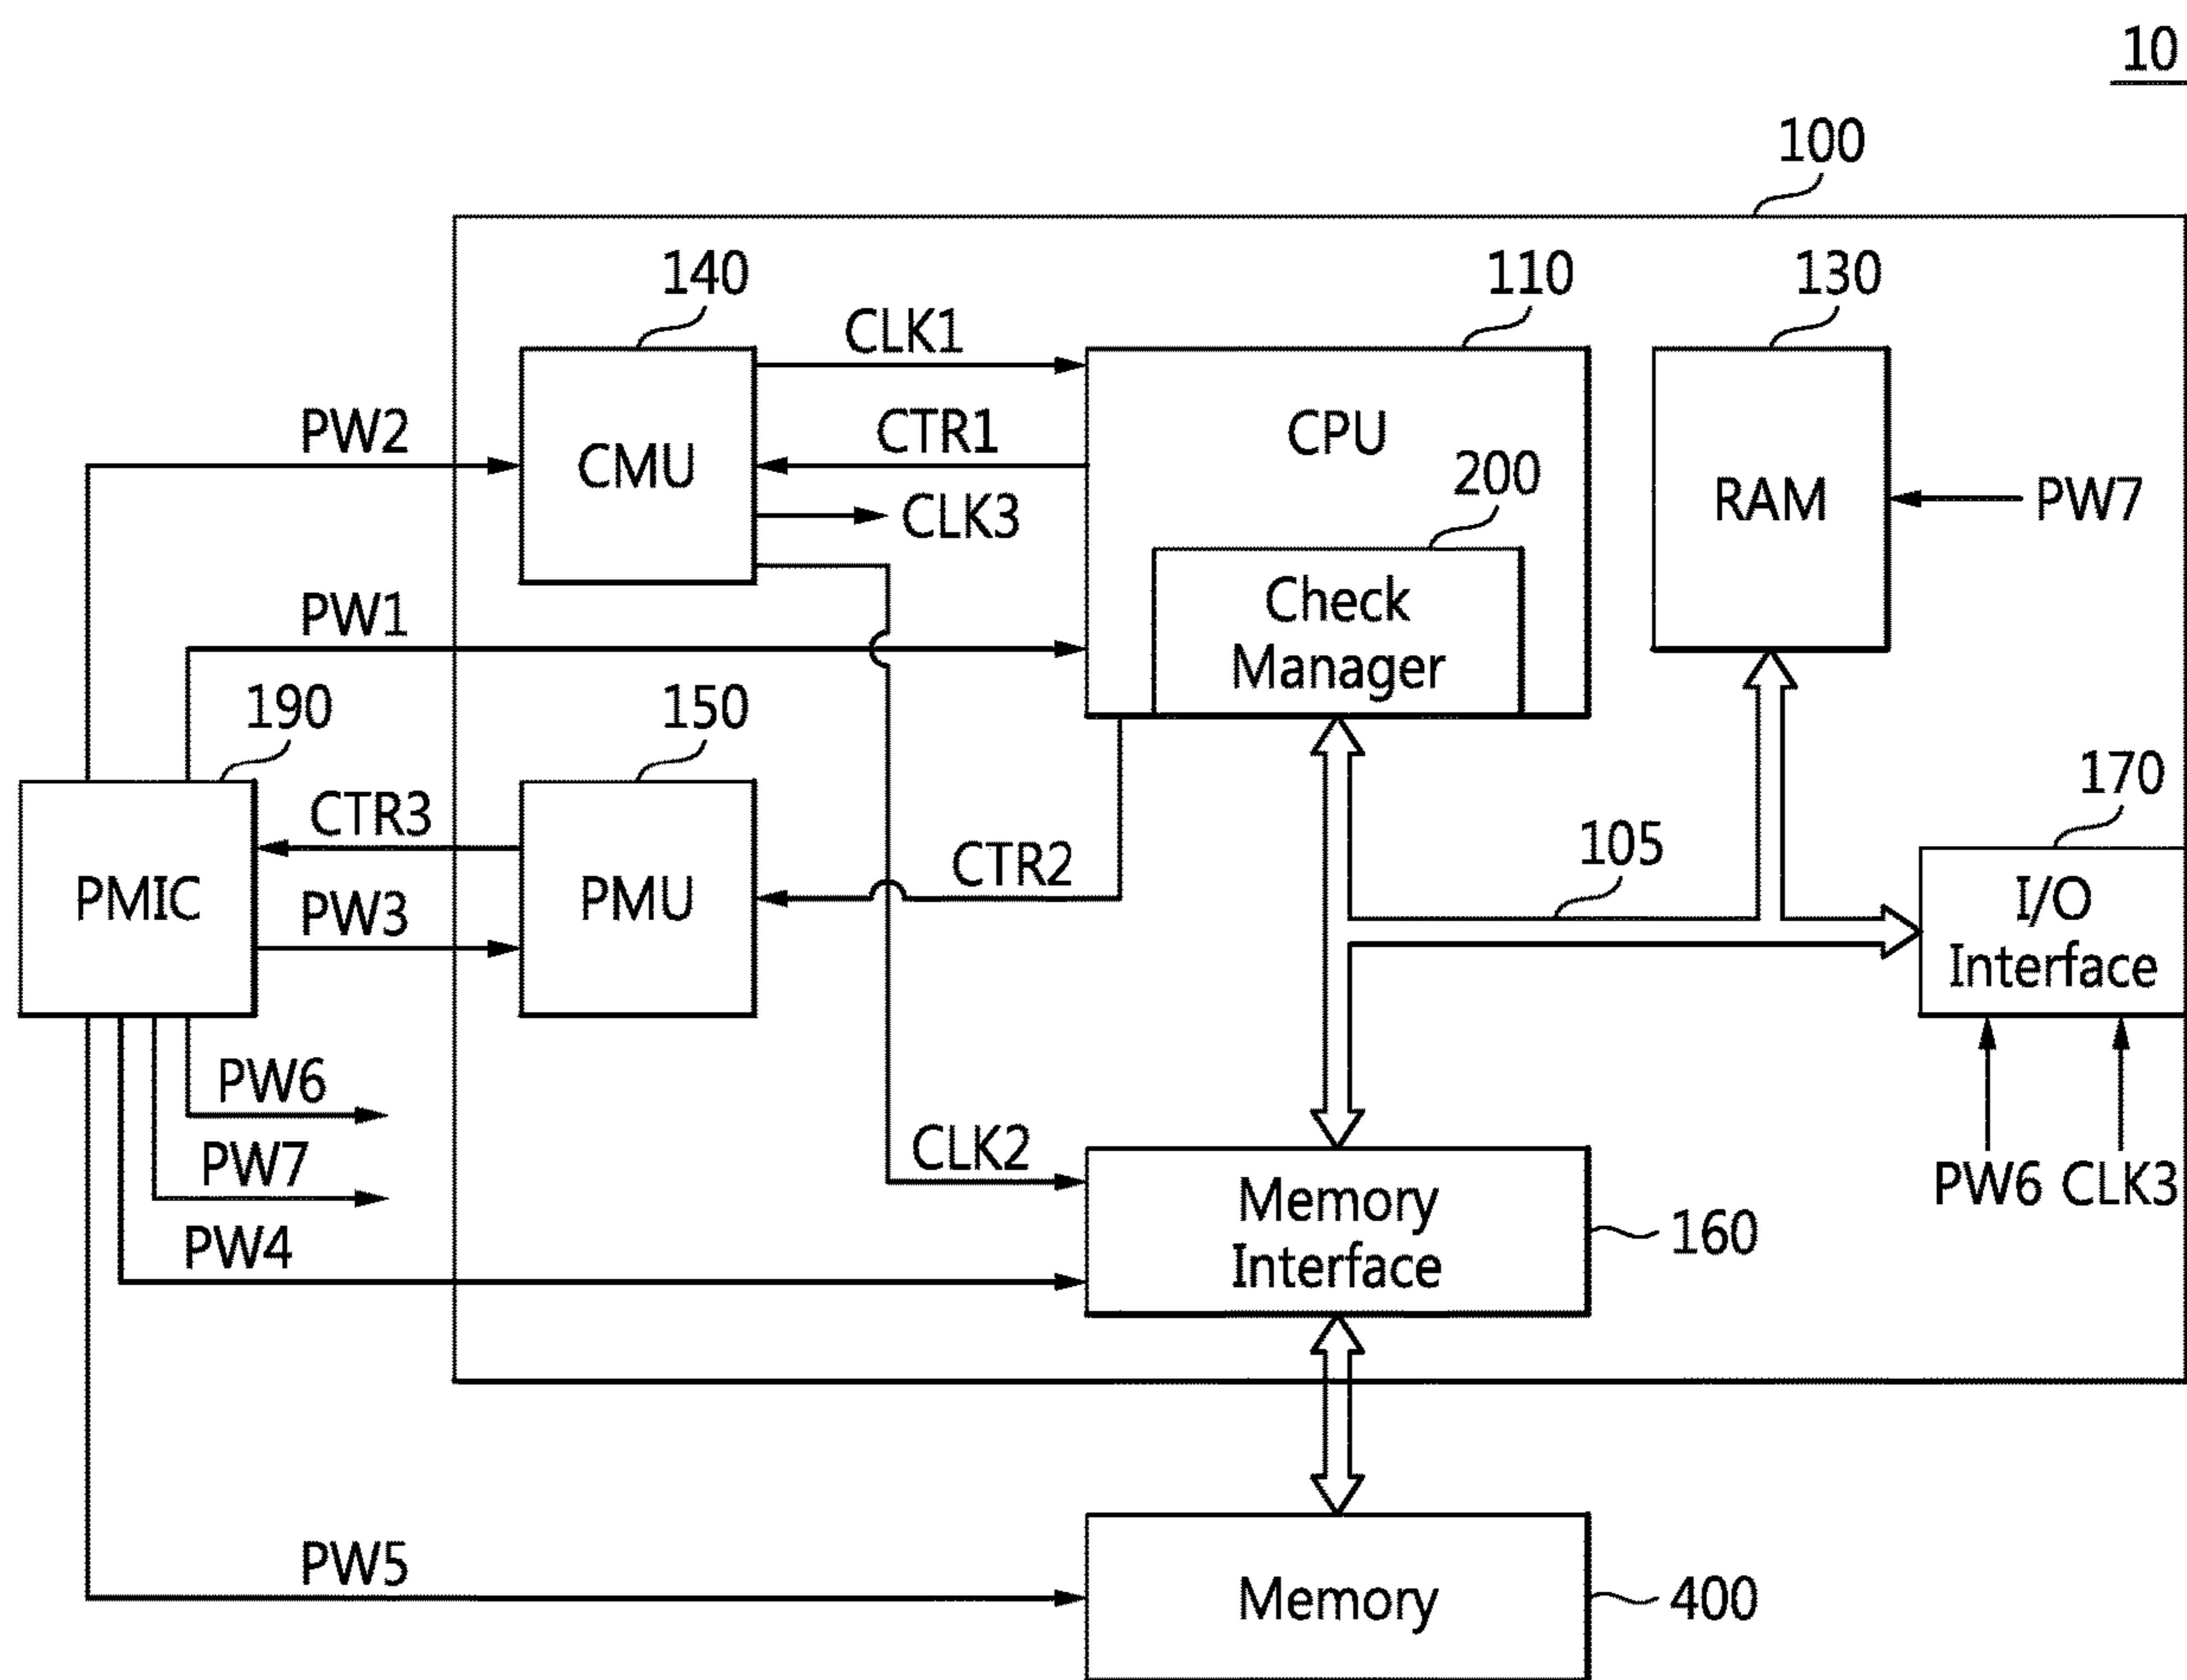 10
100
140
110
130
CLK1
PW2
CTR1
CPU
CMU
200
RAM
PW7
CLK3
Check
Manager
PW1
190
150
170
CTR3
105
CTR2
PMIC
PW3
PMU
I/O
Interface
PW6
PW7
CLK2
PW6 CLK3
PW4
Memory
Interface
160
PW5
Memory
400